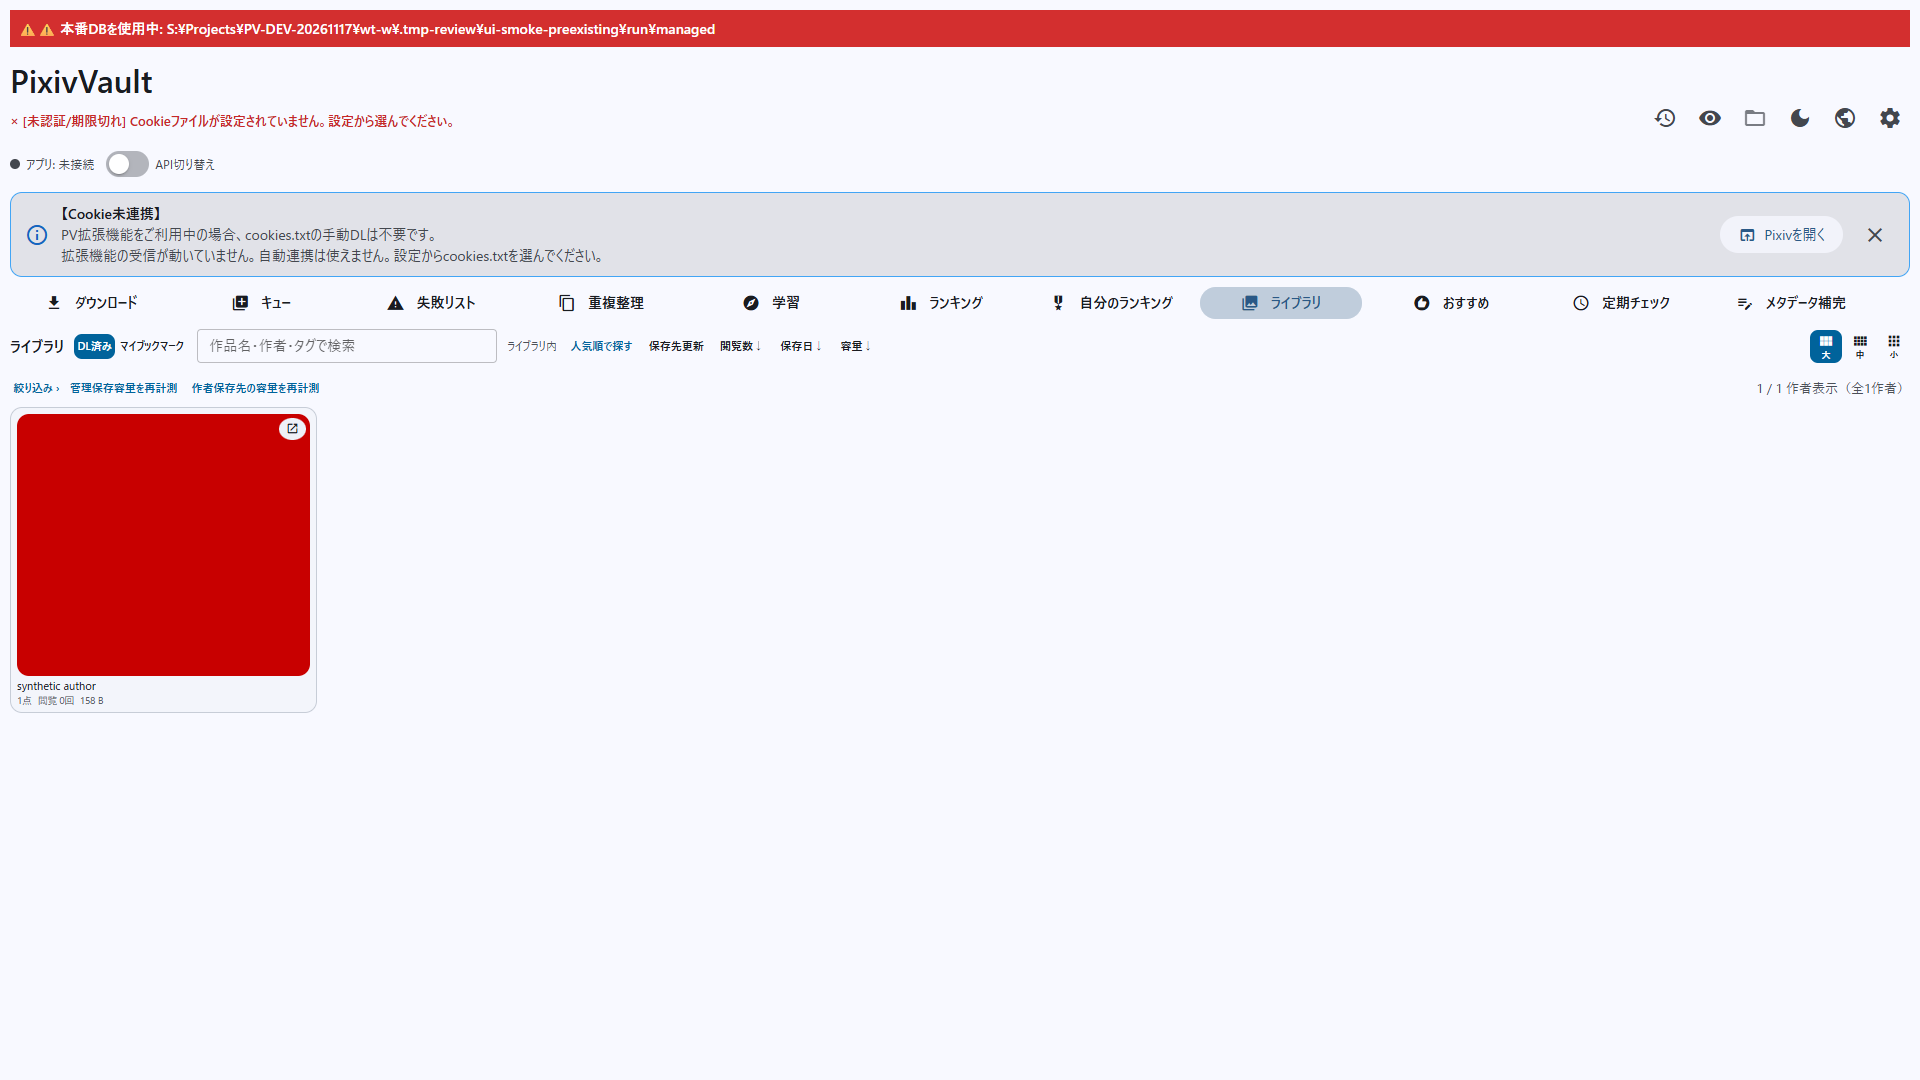 本番DBを使用中: S:¥Projects¥PV-DEV-20261117¥wt-w¥.tmp-review¥ui-smoke-preexisting¥run¥managed
PixivVault
× [未認証/期限切れ] Cookieファイルが設定されていません。設定から選んでください。
アプリ: 未接続 API切り替え
【Cookie未連携】
PV拡張機能をご利用中の場合、cookies.txtの手動DLは不要です。
拡張機能の受信が動いていません。自動連携は使えません。設定からcookies.txtを選んでください。
Pixivを開く
ダウンロード キュー 失敗リスト 重複整理 学習 ランキング 自分のランキング ライブラリ おすすめ 定期チェック メタデータ補完
ライブラリ DL済み マイブックマーク 作品名・作者・タグで検索 ライブラリ内 人気順で探す 保存先更新 閲覧数↓ 保存日↓ 容量↓ 大 中 小
絞り込み › 管理保存容量を再計測 作者保存先の容量を再計測 1 / 1 作者表示（全1作者）
synthetic author
1点 閲覧 0回 158 B